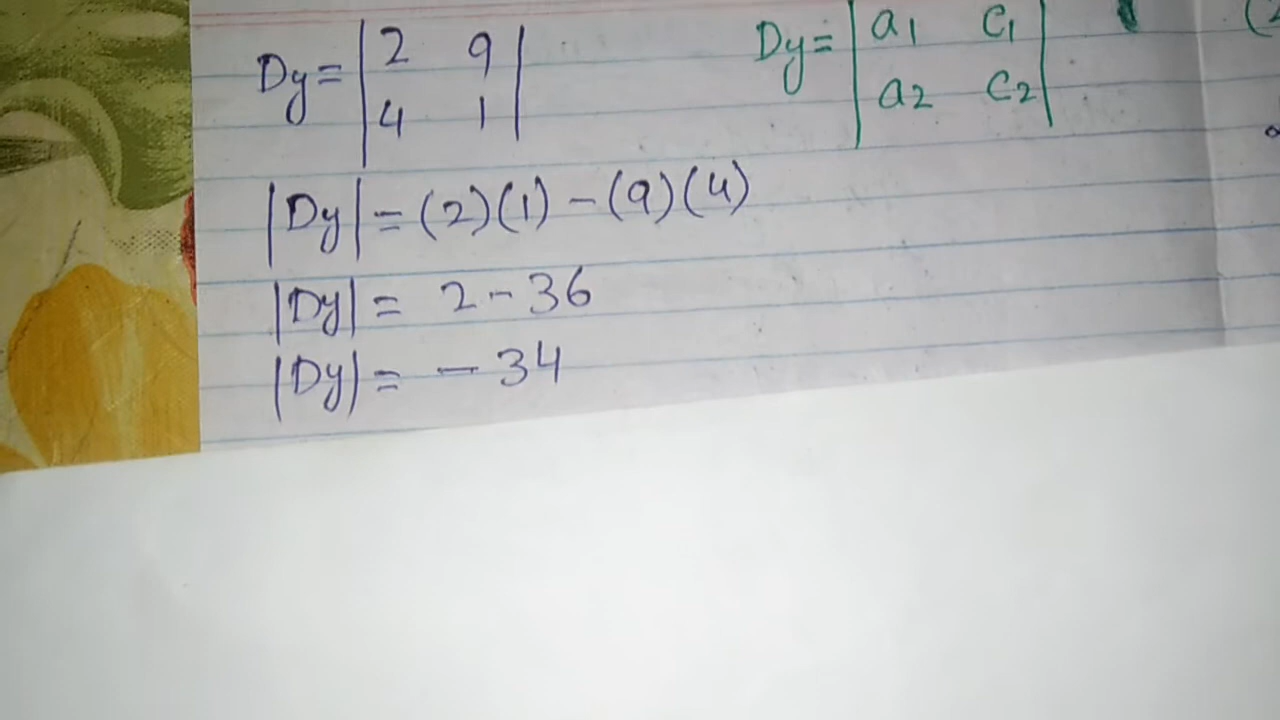 Dy = | 2 9 |
| 4 1 |
Dy = | a1 c1 |
| a2 c2 |
|Dy| = (2)(1) - (9)(4)
|Dy| = 2 - 36
|Dy| = - 34